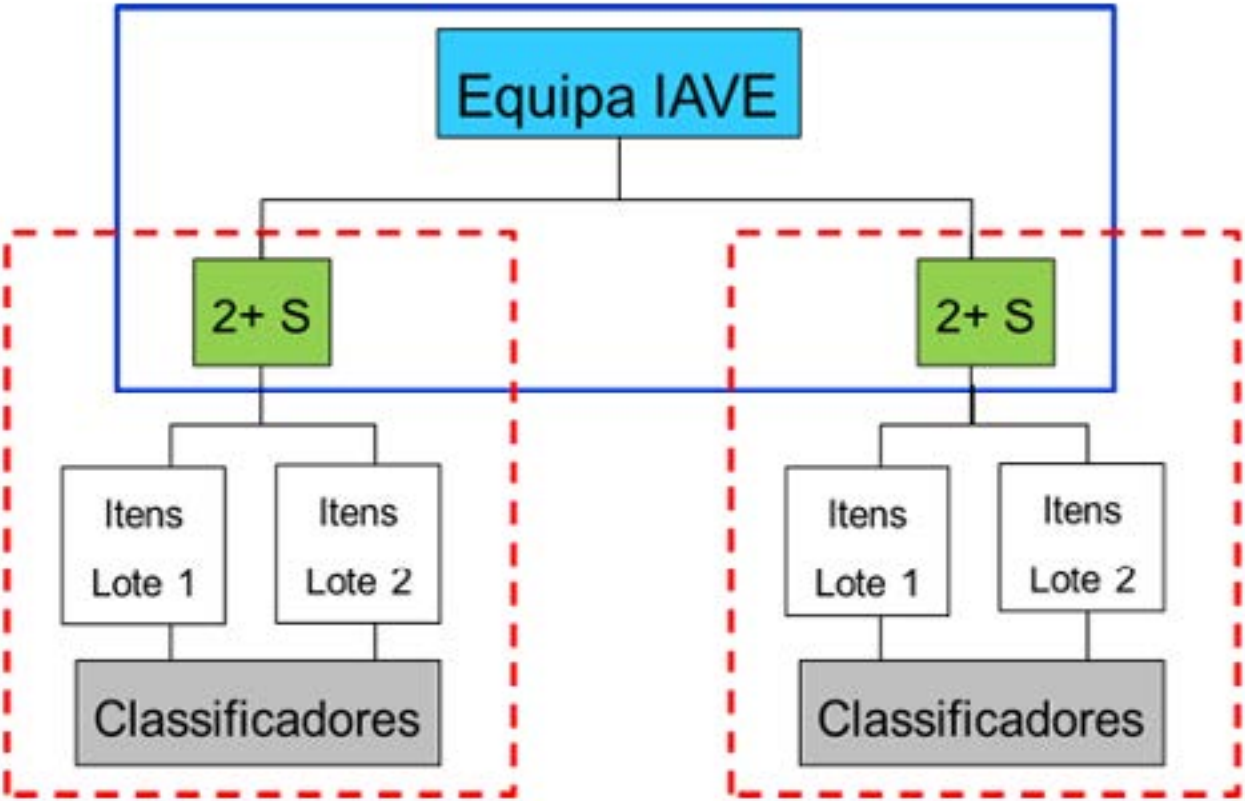 Equipa IAVE
2+ S
2+ S
Itens
Lote 1
Itens
Lote 2
Itens
Lote 1
Itens
Lote 2
Classificadores
Classificadores